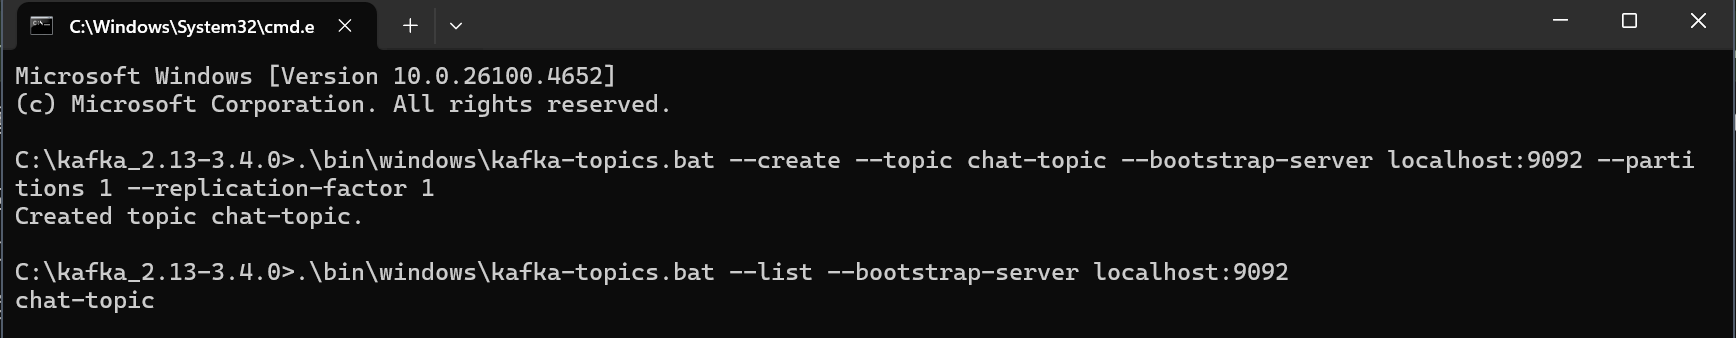 C:\Windows\System32\cmd.e
Microsoft Windows [Version 10.0.26100.4652]
(c) Microsoft Corporation. All rights reserved.
C:\kafka_2.13-3.4.0>.\bin\windows\kafka-topics.bat --create --topic chat-topic --bootstrap-server localhost:9092 --parti
tions 1 --replication-factor 1
Created topic chat-topic.
C:\kafka_2.13-3.4.0>.\bin\windows\kafka-topics.bat --list --bootstrap-server localhost:9092
chat-topic